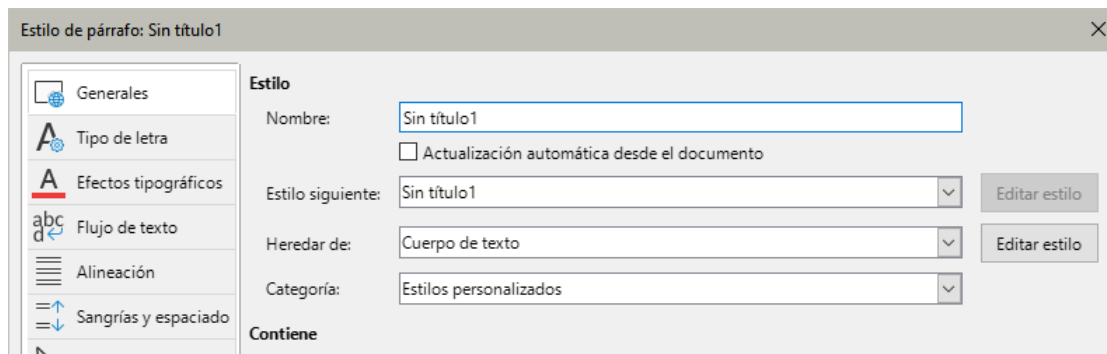 Estilo de párrafo: Sin título1
Generales
Tipo de letra
A
Efectos tipográficos
abc
d
Flujo de texto
Alineación
Sangrías y espaciado
Estilo
Nombre:
Sin título1
Actualización automática desde el documento
Estilo siguiente:
Sin título1
Editar estilo
Heredar de:
Cuerpo de texto
Editar estilo
Categoría:
Estilos personalizados
Contiene